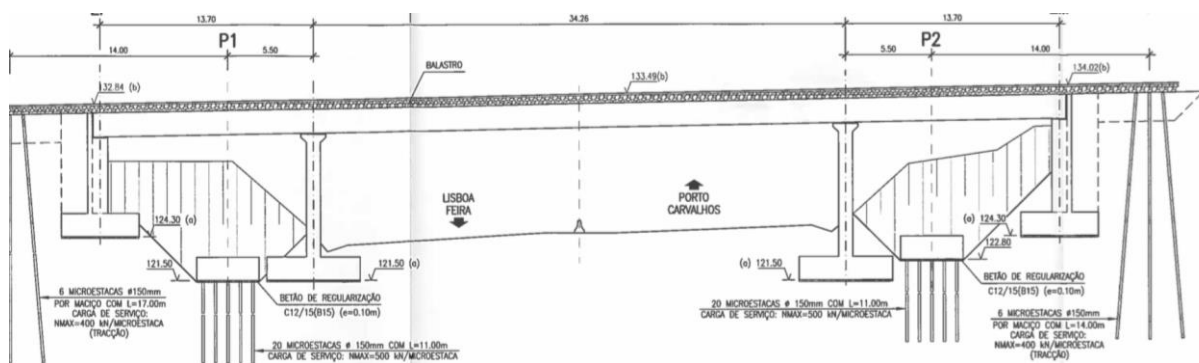 13.70
34.26
13.70
14.00
P1
5.50
5.50
P2
14.00
BALASTRO
132.84 (b)
133.49(b)
134.02(b)
LISBOA
FEIRA
PORTO
CARVALHOS
124.30 (a)
(a) 124.30
122.80
121.50
121.50 (a)
(a) 121.50
6 MICROESTACAS Ø150mm
POR MACIÇO COM L=17.00m
CARGA DE SERVIÇO:
NMAX=400 kN/MICROESTACA
(TRACÇÃO)
BETÃO DE REGULARIZAÇÃO
C12/15(B15) (e=0.10m)
20 MICROESTACAS Ø 150mm COM L=11.00m
CARGA DE SERVIÇO: NMAX=500 kN/MICROESTACA
20 MICROESTACAS Ø 150mm COM L=11.00m
CARGA DE SERVIÇO: NMAX=500 kN/MICROESTACA
BETÃO DE REGULARIZAÇÃO
C12/15(B15) (e=0.10m)
6 MICROESTACAS Ø150mm
POR MACIÇO COM L=14.00m
CARGA DE SERVIÇO:
NMAX=400 kN/MICROESTACA
(TRACÇÃO)